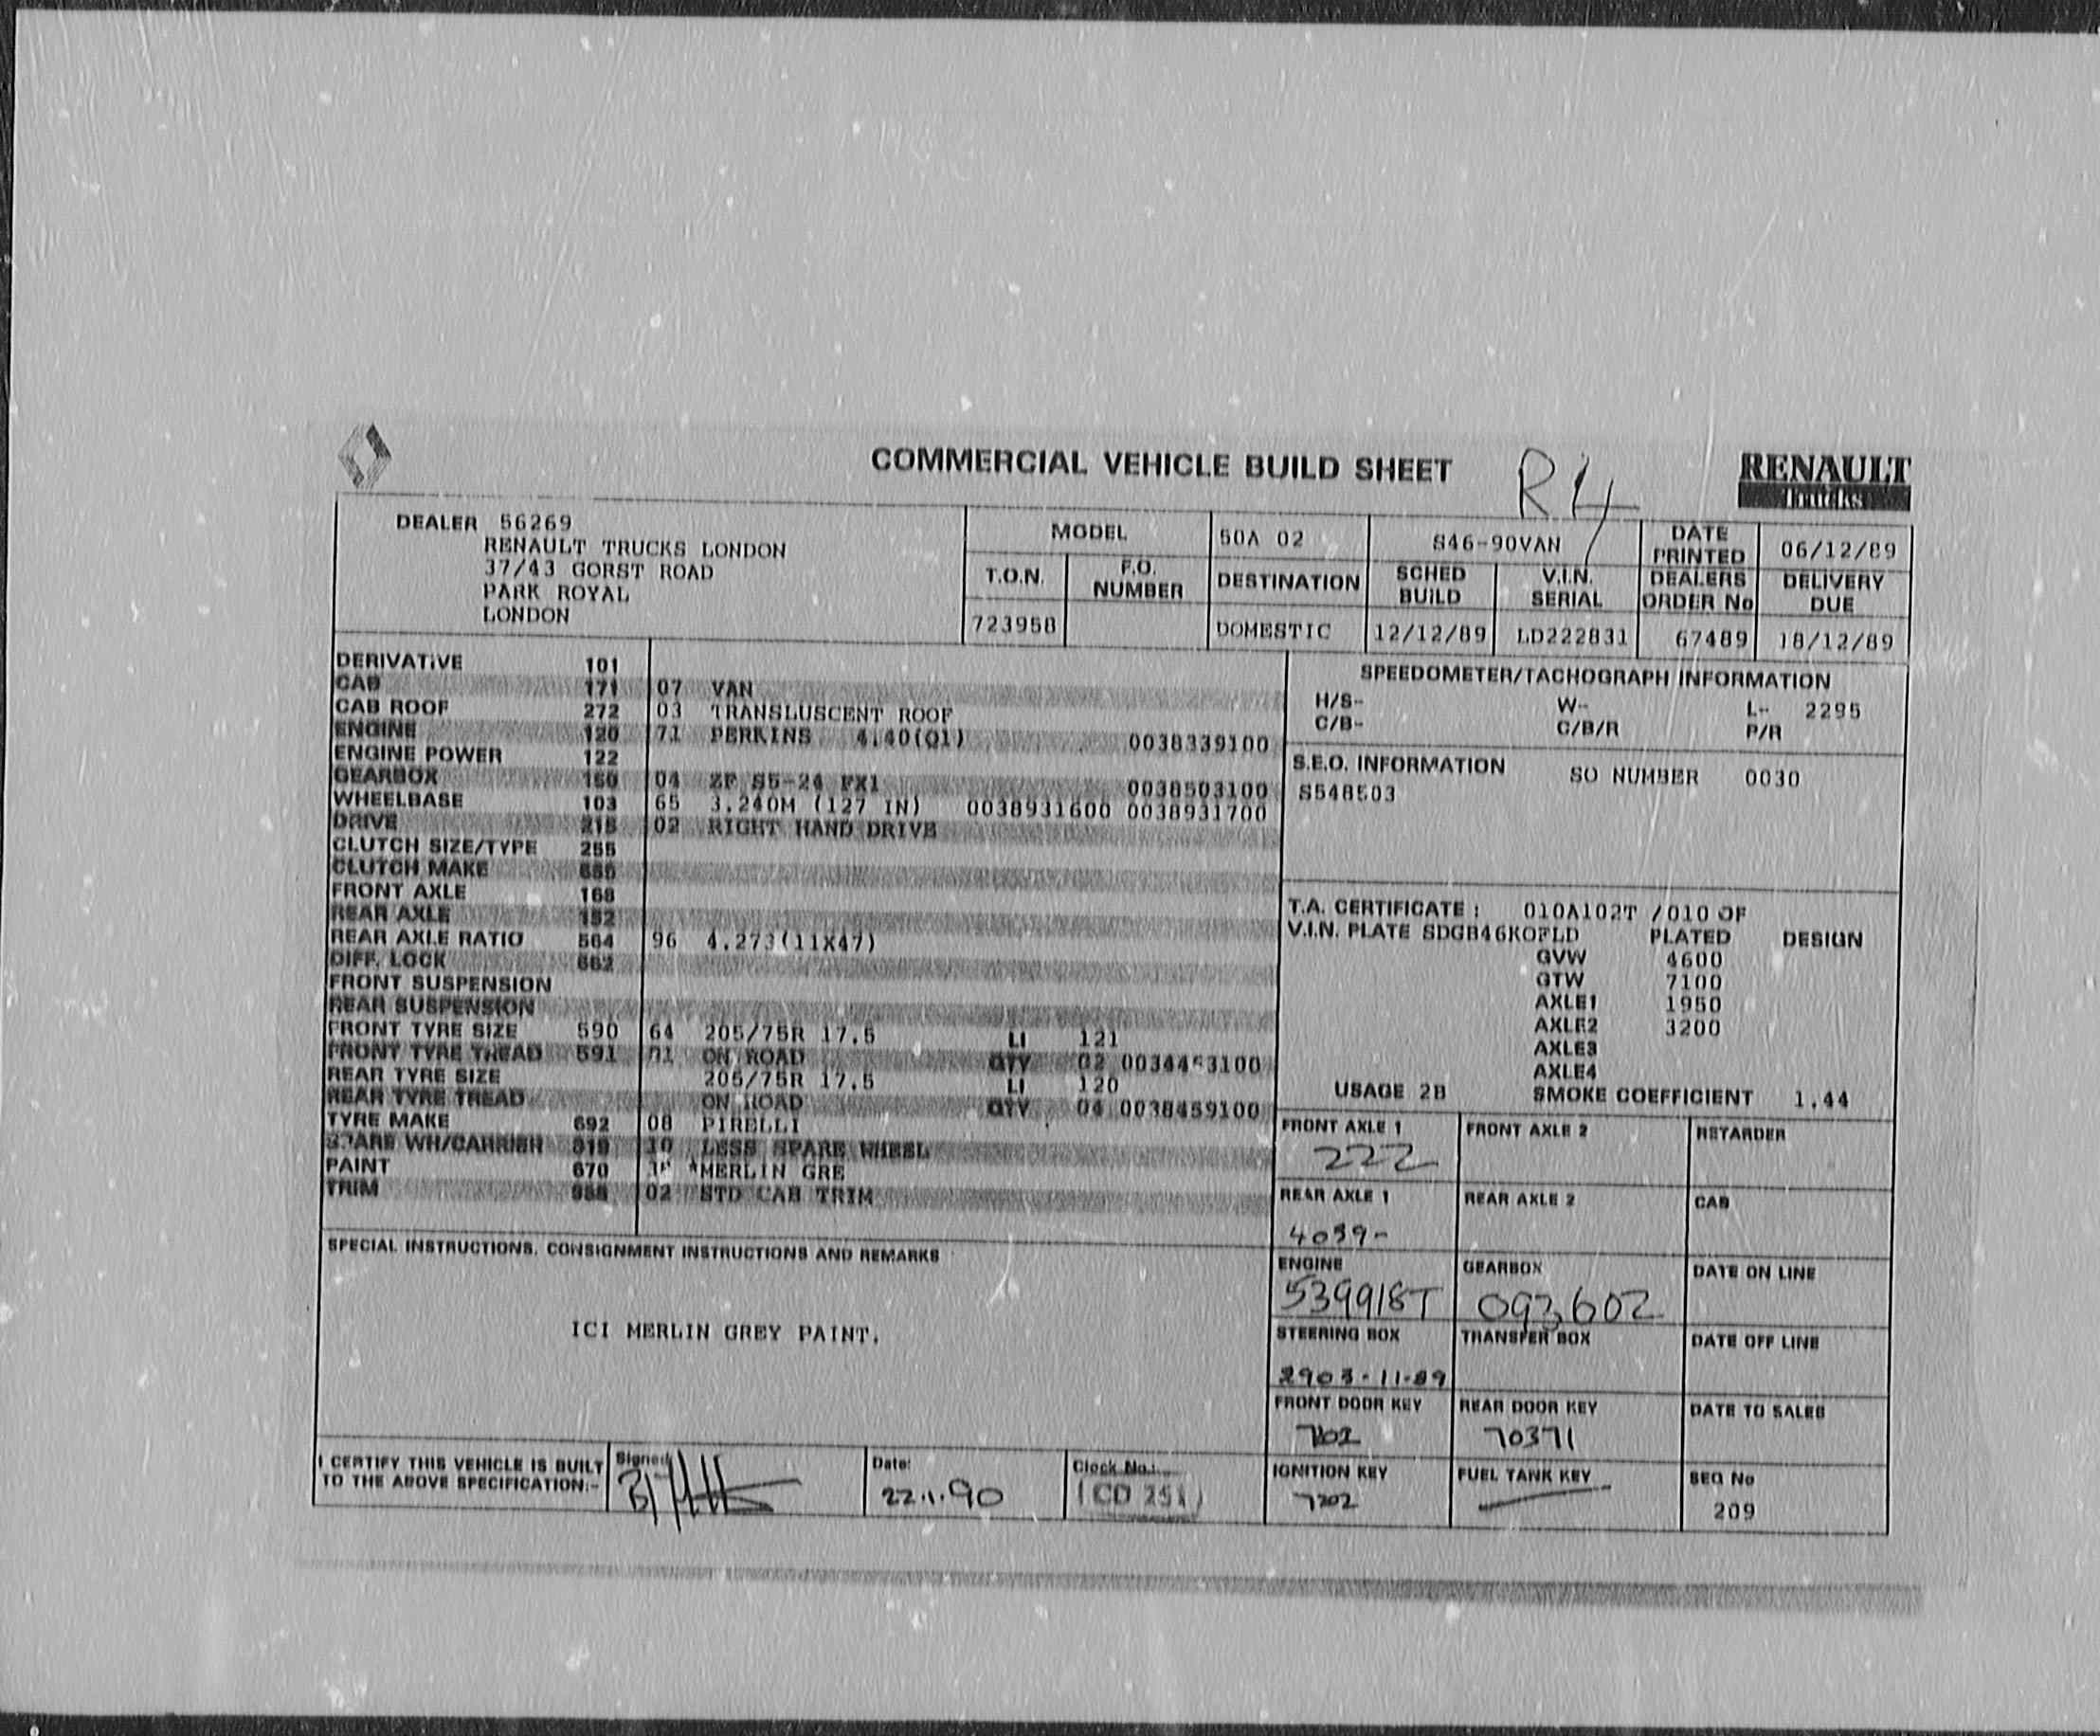 COMMERCIAL VEHICLE BUILD SHEET
R4
RENAULT
Trucks
DEALER 56269
RENAULT TRUCKS LONDON
37/43 GORST ROAD
PARK ROYAL
LONDON
MODEL 50A 02 S46-90VAN DATE PRINTED 06/12/89
T.O.N. F.O. NUMBER DESTINATION SCHED BUILD V.I.N. SERIAL DEALERS ORDER No DELIVERY DUE
723958 DOMESTIC 12/12/89 LD222831 67489 18/12/89
DERIVATIVE 101
CAB 171 07 VAN
CAB ROOF 272 03 TRANSLUSCENT ROOF
ENGINE 120 71 PERKINS 4.40(Q1) 0038339100
ENGINE POWER 122
GEARBOX 150 04 ZF S5-24 FX1 0038503100
WHEELBASE 103 65 3.240M (127 IN) 0038931600 0038931700
DRIVE 215 02 RIGHT HAND DRIVE
CLUTCH SIZE/TYPE 255
CLUTCH MAKE
FRONT AXLE 168
REAR AXLE 152
REAR AXLE RATIO 564 96 4.273(11X47)
DIFF. LOCK 562
FRONT SUSPENSION
REAR SUSPENSION
FRONT TYRE SIZE 590 64 205/75R 17.5 LI 121
FRONT TYRE TREAD 591 01 ON ROAD QTY 02
REAR TYRE SIZE 205/75R 17.5 LI 120
REAR TYRE TREAD ON ROAD QTY 04 0038459100
TYRE MAKE 692 08 PIRELLI
SPARE WH/CARRIER 10 LESS SPARE WHEEL
PAINT 670 *MERLIN GRE
TRIM 02 STD CAB TRIM
SPEEDOMETER/TACHOGRAPH INFORMATION
H/S- W- L- 2295
C/B- C/B/R P/R
S.E.O. INFORMATION SO NUMBER 0030
S548503
T.A. CERTIFICATE : 010A102T /010 OF
V.I.N. PLATE SDGB46KOFLD PLATED DESIGN
GVW 4600
GTW 7100
AXLE1 1950
AXLE2 3200
AXLE3
AXLE4
USAGE 2B SMOKE COEFFICIENT 1.44
FRONT AXLE 1 FRONT AXLE 2 RETARDER
222
REAR AXLE 1 REAR AXLE 2 CAB
4039-
ENGINE GEARBOX DATE ON LINE
539918T 093602
STEERING BOX TRANSFER BOX DATE OFF LINE
2903-11-89
FRONT DOOR KEY REAR DOOR KEY DATE TO SALES
70371
IGNITION KEY FUEL TANK KEY SEQ No
7202 209
SPECIAL INSTRUCTIONS, CONSIGNMENT INSTRUCTIONS AND REMARKS
ICI MERLIN GREY PAINT.
I CERTIFY THIS VEHICLE IS BUILT
TO THE ABOVE SPECIFICATION:-
Signed
Date:
22.1.90
Clock No.:
CD 251